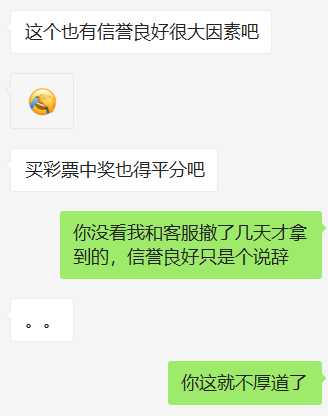 这个也有信誉良好很大因素吧
买彩票中奖也得平分吧
你没看我和客服撤了几天才拿
到的，信誉良好只是个说辞
。。
你这就不厚道了